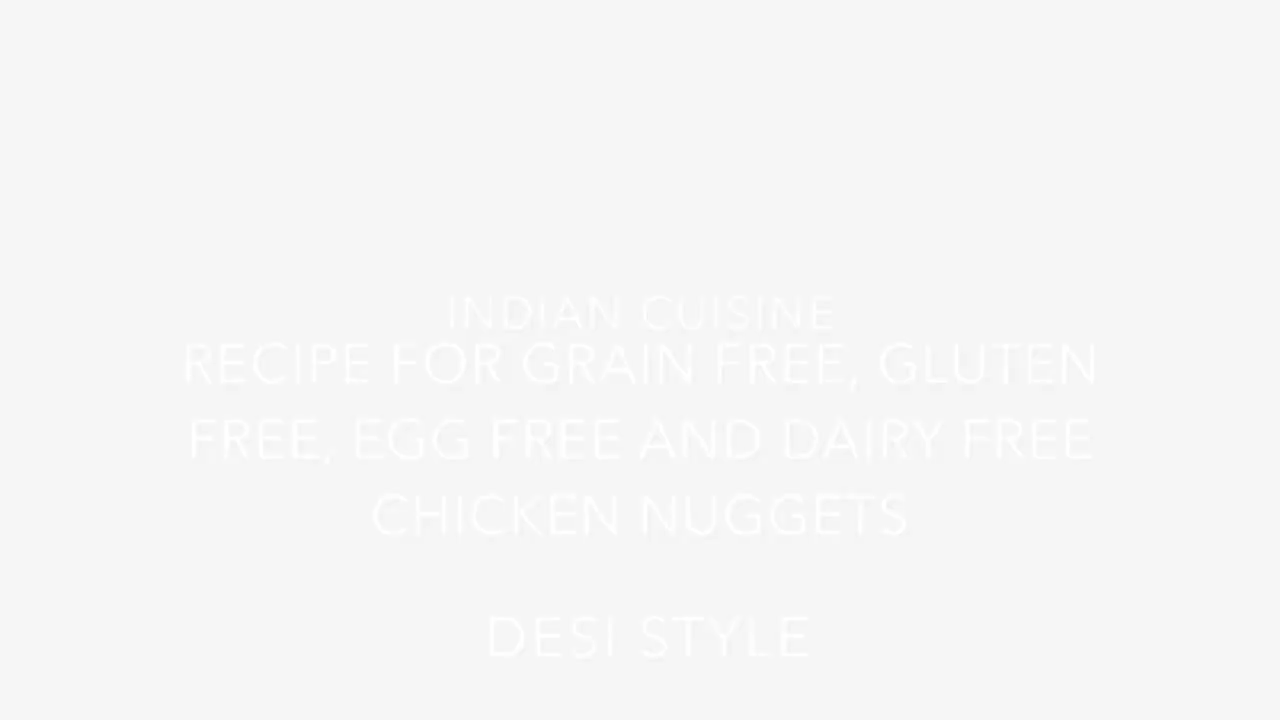 INDIAN CUISINE
RECIPE FOR GRAIN FREE, GLUTEN
FREE, EGG FREE AND DAIRY FREE
CHICKEN NUGGETS
DESI STYLE